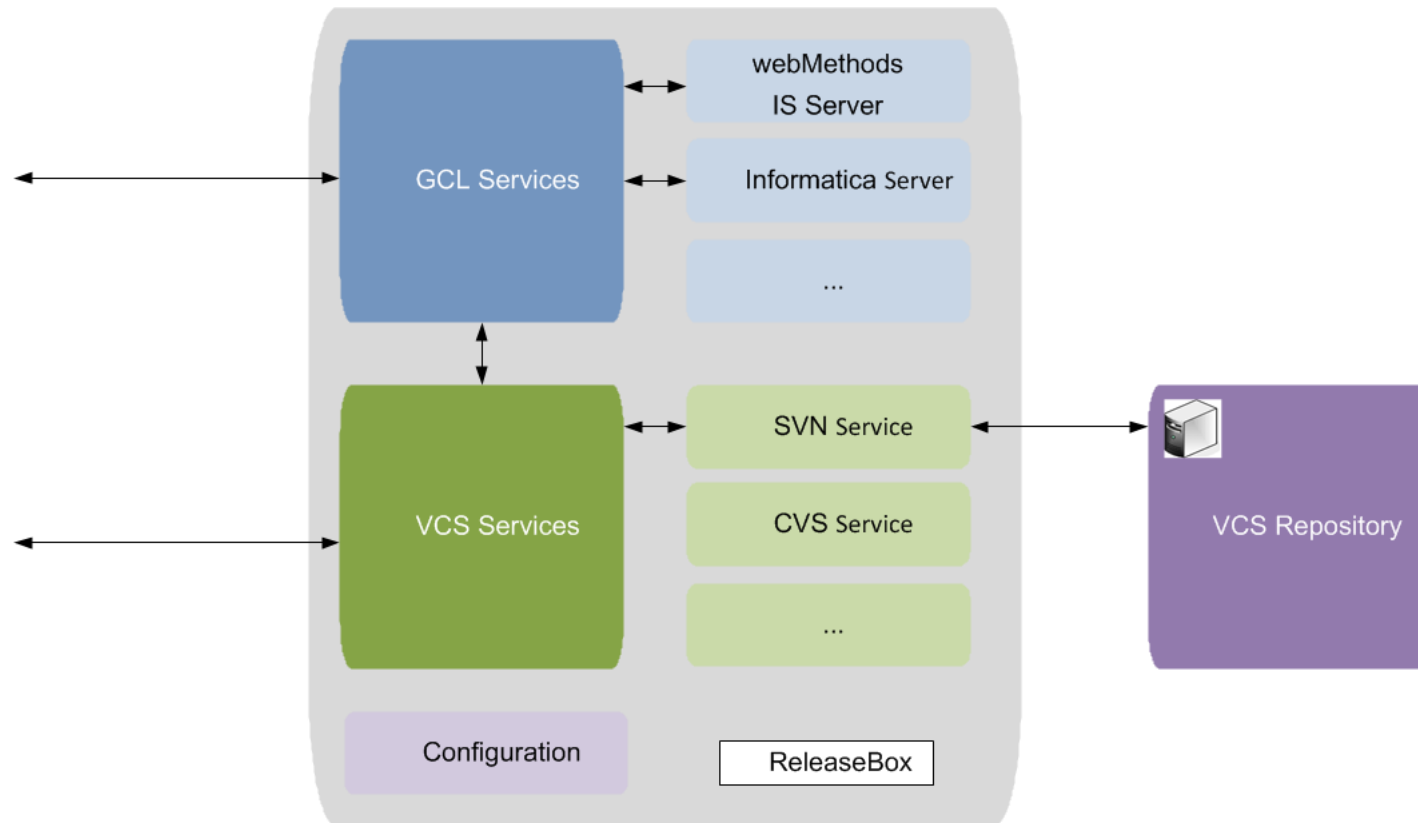 webMethods
IS Server
GCL Services
Informatica Server
...
SVN Service
VCS Services
CVS Service
VCS Repository
...
Configuration
ReleaseBox